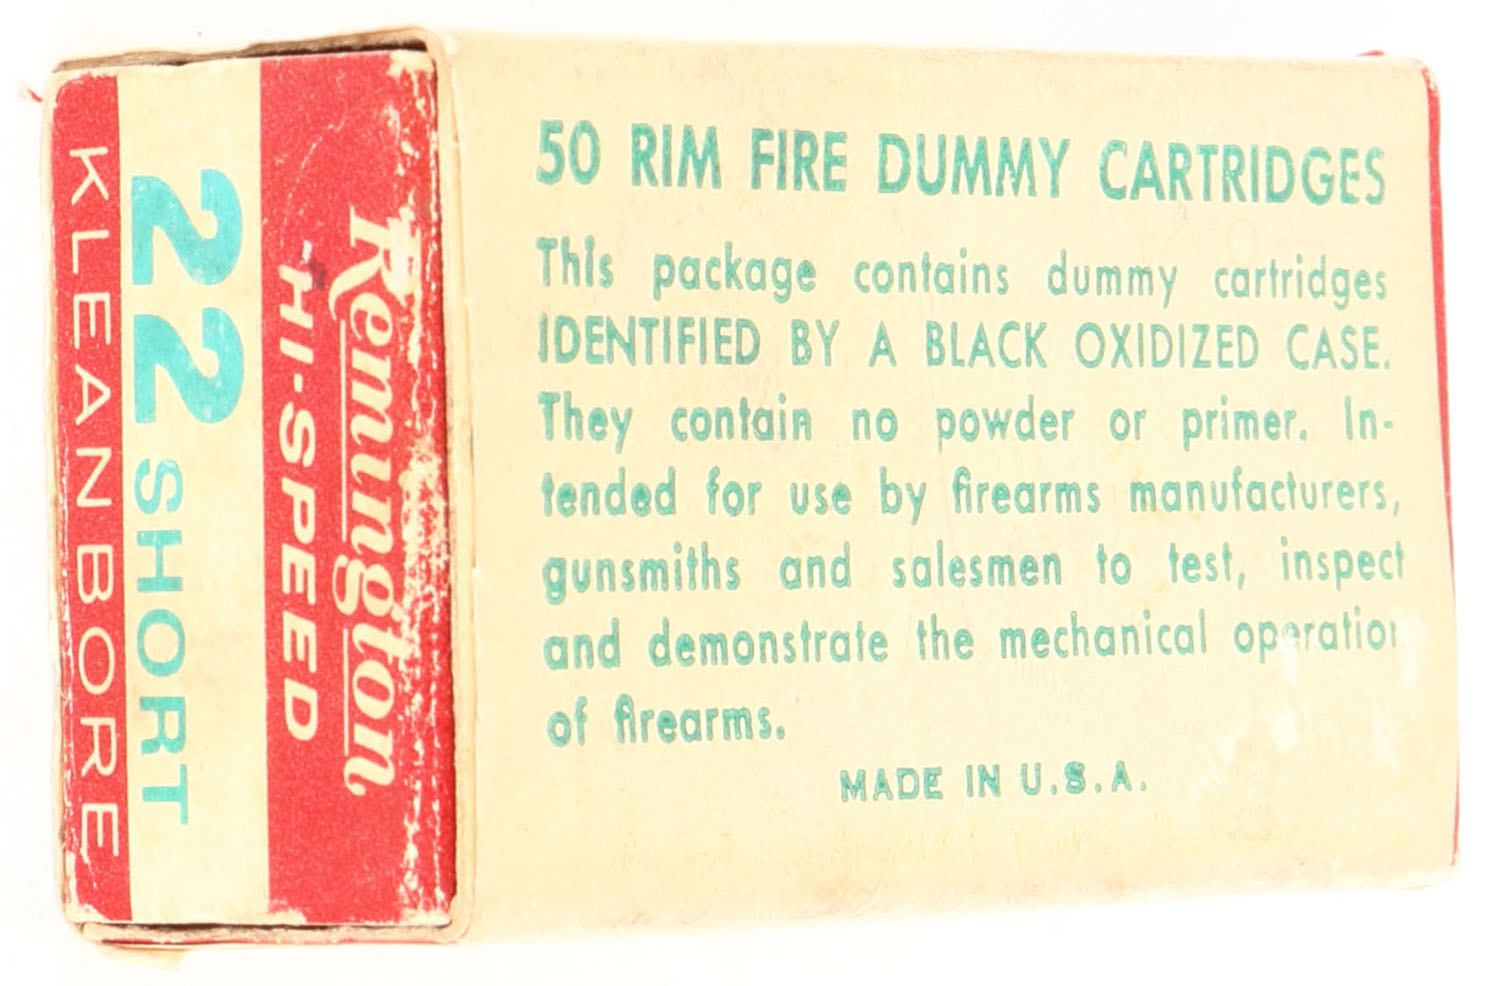 Remington
HI-SPEED
22 SHORT
KLEANBORE
50 RIM FIRE DUMMY CARTRIDGES
This package contains dummy cartridges
IDENTIFIED BY A BLACK OXIDIZED CASE.
They contain no powder or primer. In-
tended for use by firearms manufacturers,
gunsmiths and salesmen to test, inspect
and demonstrate the mechanical operation
of firearms.
MADE IN U.S.A.